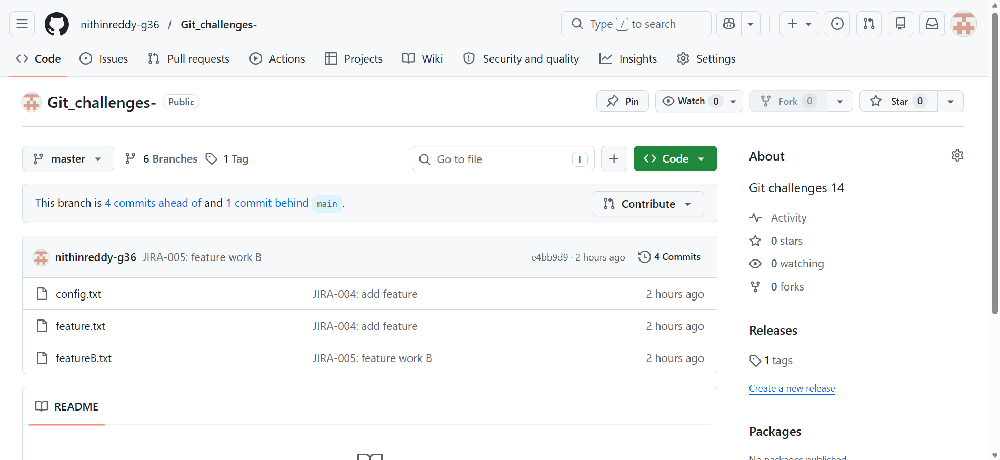 nithinreddy-g36 / Git_challenges-
Type / to search
Code Issues Pull requests Actions Projects Wiki Security and quality Insights Settings
Git_challenges- Public
Pin Watch 0 Fork 0 Star 0
master 6 Branches 1 Tag
Go to file T Code
This branch is 4 commits ahead of and 1 commit behind main .
Contribute
nithinreddy-g36 JIRA-005: feature work B e4bb9d9 · 2 hours ago 4 Commits
config.txt JIRA-004: add feature 2 hours ago
feature.txt JIRA-004: add feature 2 hours ago
featureB.txt JIRA-005: feature work B 2 hours ago
README
About
Git challenges 14
Activity
0 stars
0 watching
0 forks
Releases
1 tags
Create a new release
Packages
No packages published